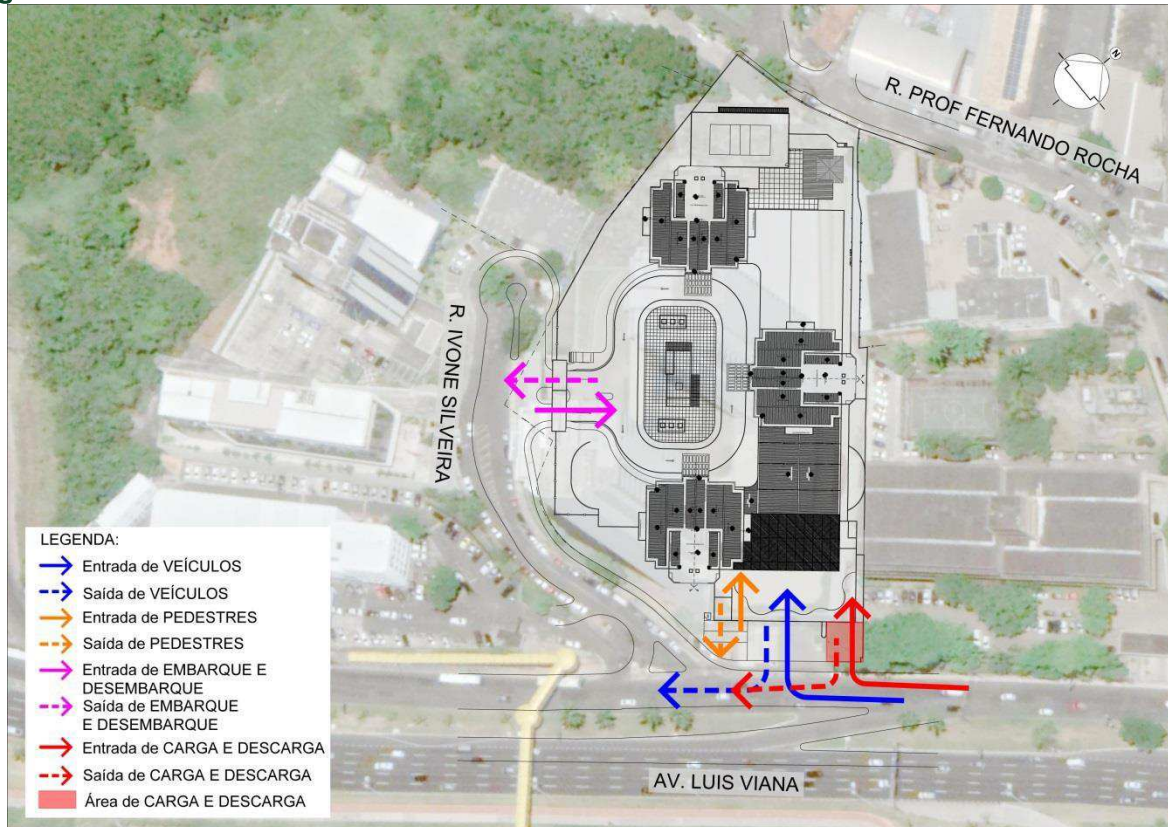 N
R. PROF FERNANDO ROCHA
R. IVONE SILVEIRA
LEGENDA:
Entrada de VEÍCULOS
Saída de VEÍCULOS
Entrada de PEDESTRES
Saída de PEDESTRES
Entrada de EMBARQUE E
DESEMBARQUE
Saída de EMBARQUE
E DESEMBARQUE
Entrada de CARGA E DESCARGA
Saída de CARGA E DESCARGA
Área de CARGA E DESCARGA
AV. LUIS VIANA